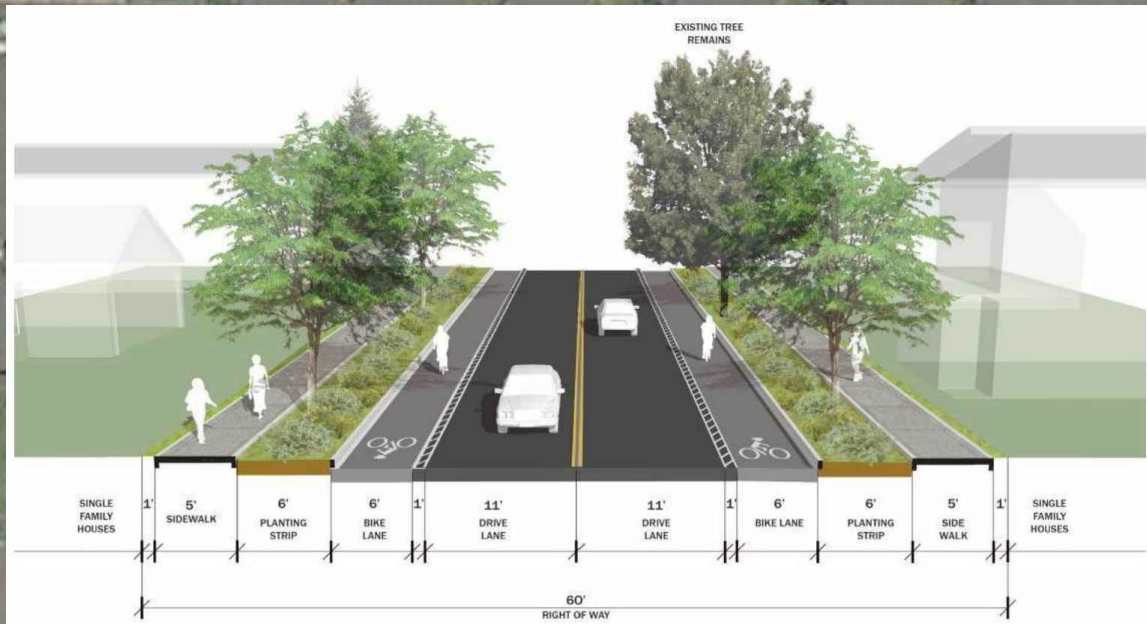 EXISTING TREE
REMAINS
SINGLE
FAMILY
HOUSES
1'
5'
SIDEWALK
6'
PLANTING
STRIP
6'
BIKE
LANE
1'
11'
DRIVE
LANE
11'
DRIVE
LANE
1'
6'
BIKE LANE
6'
PLANTING
STRIP
5'
SIDE
WALK
1'
SINGLE
FAMILY
HOUSES
60'
RIGHT OF WAY